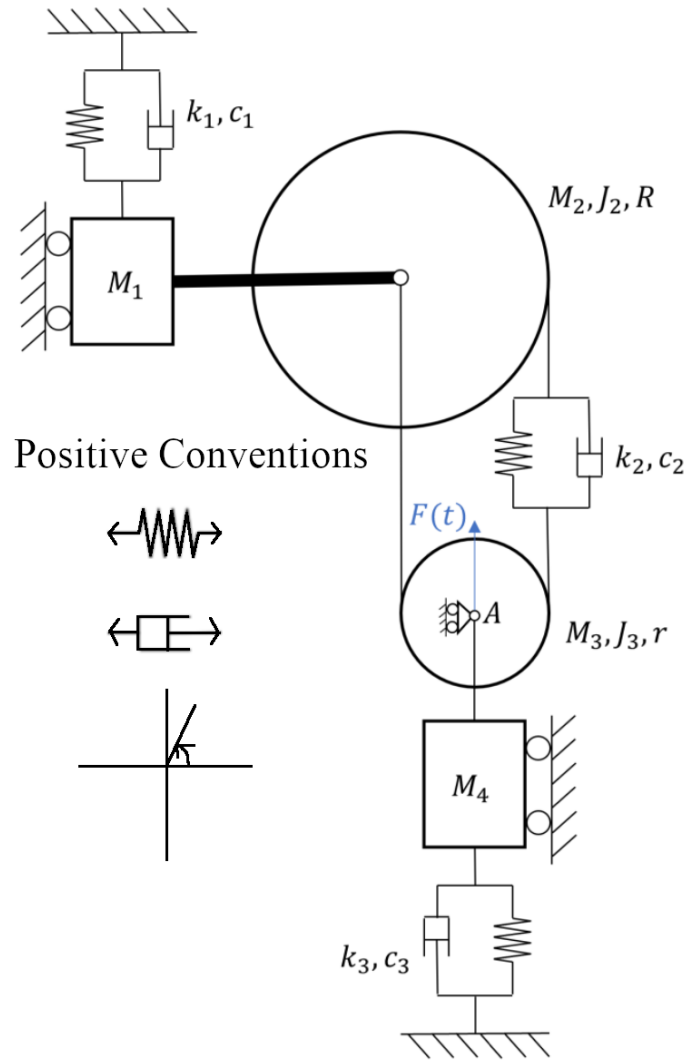 k₁, c₁
M₂, J₂, R
M₁
Positive Conventions
k₂, c₂
F(t)
A
M₃, J₃, r
M₄
k₃, c₃